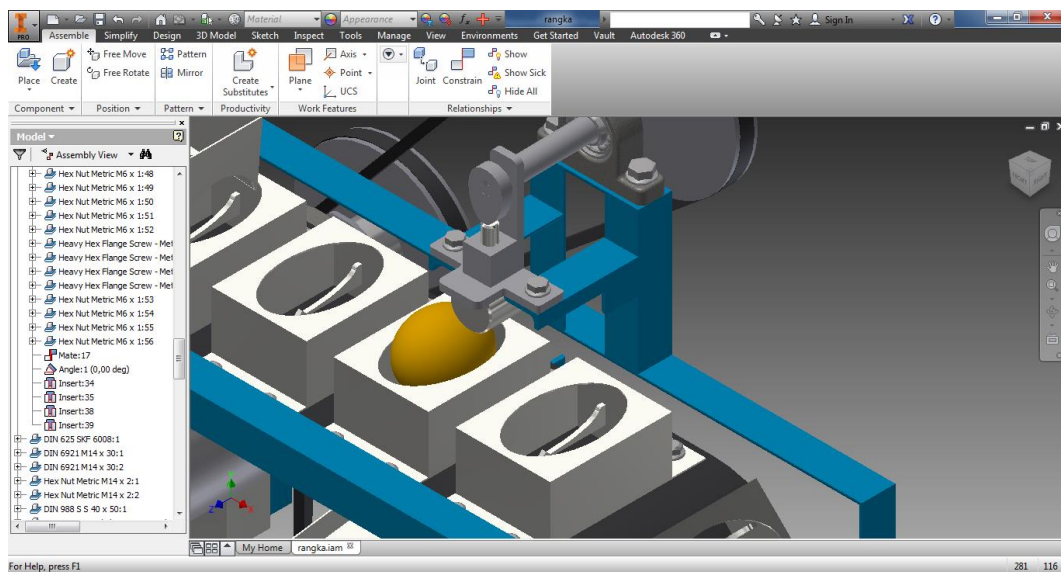 Material
Appearance
rangka
Sign In
PRO
Assemble Simplify Design 3D Model Sketch Inspect Tools Manage View Environments Get Started Vault Autodesk 360
Place
Create
Free Move
Free Rotate
Pattern
Mirror
Create
Substitutes
Plane
Axis
Point
UCS
Joint
Constrain
Show
Show Sick
Hide All
Component Position Pattern Productivity Work Features Relationships
Model
Assembly View
Hex Nut Metric M6 x 1:48
Hex Nut Metric M6 x 1:49
Hex Nut Metric M6 x 1:50
Hex Nut Metric M6 x 1:51
Hex Nut Metric M6 x 1:52
Heavy Hex Flange Screw - Met
Heavy Hex Flange Screw - Met
Heavy Hex Flange Screw - Met
Heavy Hex Flange Screw - Met
Hex Nut Metric M6 x 1:53
Hex Nut Metric M6 x 1:54
Hex Nut Metric M6 x 1:55
Hex Nut Metric M6 x 1:56
Mate:17
Angle:1 (0,00 deg)
Insert:34
Insert:35
Insert:38
Insert:39
DIN 625 SKF 6008:1
DIN 6921 M14 x 30:1
DIN 6921 M14 x 30:2
Hex Nut Metric M14 x 2:1
Hex Nut Metric M14 x 2:2
DIN 988 S S 40 x 50:1
Z
My Home
rangka.iam
For Help, press F1
281 116